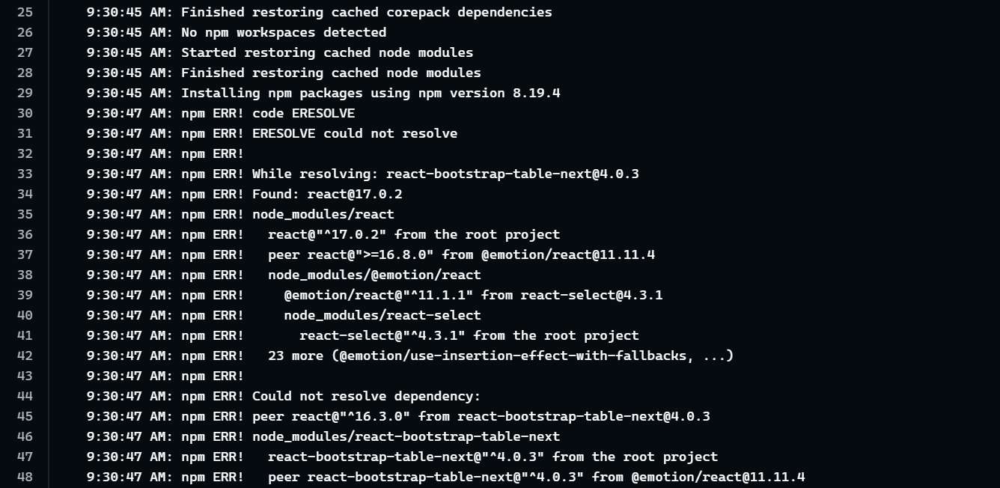 25 9:30:45 AM: Finished restoring cached corepack dependencies
26 9:30:45 AM: No npm workspaces detected
27 9:30:45 AM: Started restoring cached node modules
28 9:30:45 AM: Finished restoring cached node modules
29 9:30:45 AM: Installing npm packages using npm version 8.19.4
30 9:30:47 AM: npm ERR! code ERESOLVE
31 9:30:47 AM: npm ERR! ERESOLVE could not resolve
32 9:30:47 AM: npm ERR!
33 9:30:47 AM: npm ERR! While resolving: react-bootstrap-table-next@4.0.3
34 9:30:47 AM: npm ERR! Found: react@17.0.2
35 9:30:47 AM: npm ERR! node_modules/react
36 9:30:47 AM: npm ERR!   react@"^17.0.2" from the root project
37 9:30:47 AM: npm ERR!   peer react@">=16.8.0" from @emotion/react@11.11.4
38 9:30:47 AM: npm ERR!   node_modules/@emotion/react
39 9:30:47 AM: npm ERR!     @emotion/react@"^11.1.1" from react-select@4.3.1
40 9:30:47 AM: npm ERR!     node_modules/react-select
41 9:30:47 AM: npm ERR!       react-select@"^4.3.1" from the root project
42 9:30:47 AM: npm ERR!   23 more (@emotion/use-insertion-effect-with-fallbacks, ...)
43 9:30:47 AM: npm ERR!
44 9:30:47 AM: npm ERR! Could not resolve dependency:
45 9:30:47 AM: npm ERR! peer react@"^16.3.0" from react-bootstrap-table-next@4.0.3
46 9:30:47 AM: npm ERR! node_modules/react-bootstrap-table-next
47 9:30:47 AM: npm ERR!   react-bootstrap-table-next@"^4.0.3" from the root project
48 9:30:47 AM: npm ERR!   peer react-bootstrap-table-next@"^4.0.3" from @emotion/react@11.11.4